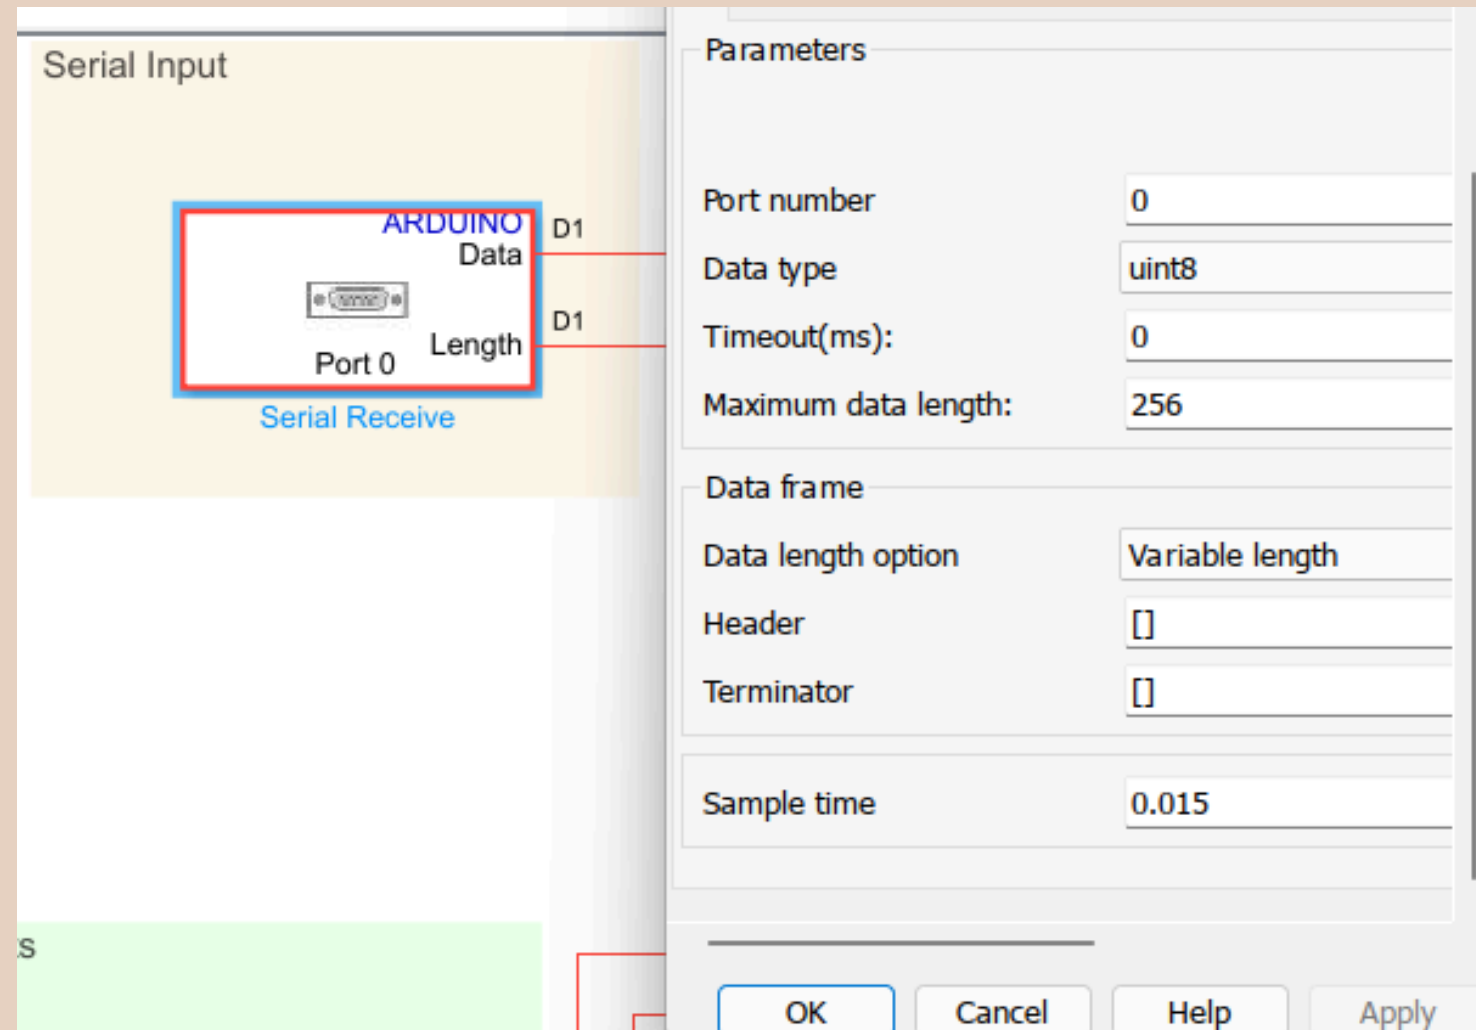 Serial Input
ARDUINO
Data
D1
Length
D1
Port 0
Serial Receive
Parameters
Port number 0
Data type uint8
Timeout(ms): 0
Maximum data length: 256
Data frame
Data length option Variable length
Header []
Terminator []
Sample time 0.015
OK Cancel Help Apply